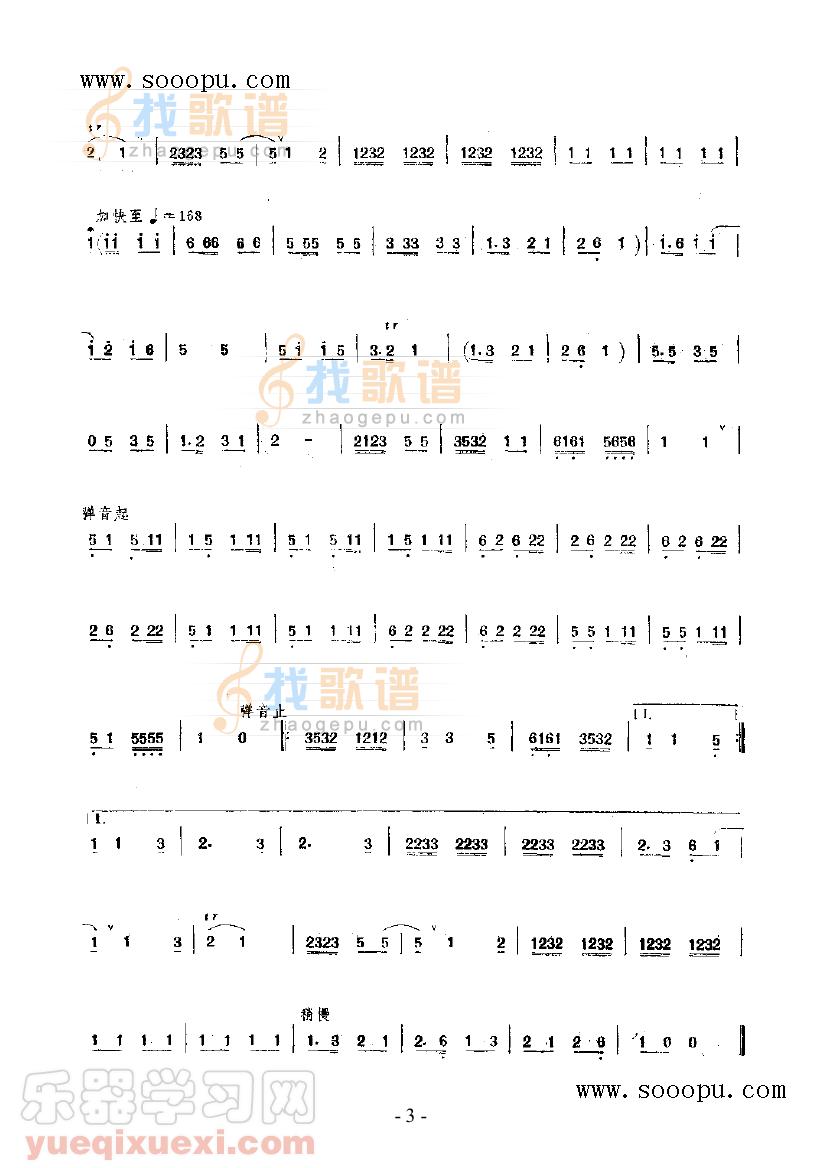 www.sooopu.com
找歌谱
zhaogepu.com
tr
2 1 | 2323 5 5 | 5 1 2 | 1232 1232 | 1232 1232 | 1 1 1 1 | 1 1 1 1 |
加快至♩=168
1 (11 1 1 | 6 66 6 6 | 5 55 5 5 | 3 33 3 3 | 1.3 2 1 | 2 6 1 ) | 1.6 1 1 |
tr
1 2 1 6 | 5 5 | 5 1 1 5 | 3.2 1 | (1.3 2 1 | 2 6 1 ) | 5.5 3 5 |
找歌谱
zhaogepu.com
0 5 3 5 | 1.2 3 1 | 2 - | 2123 5 5 | 3532 1 1 | 6161 5656 | 1 1 ∨ |
弹音起
5 1 5 11 | 1 5 1 11 | 5 1 5 11 | 1 5 1 11 | 6 2 6 22 | 2 6 2 22 | 6 2 6 22 |
2 6 2 22 | 5 1 1 11 | 5 1 1 11 | 6 2 2 22 | 6 2 2 22 | 5 5 1 11 | 5 5 1 11 |
找歌谱
zhaogepu.com
弹音止
5 1 5555 | 1 0 |: 3532 1212 | 3 3 5 | 6161 3532 | 1 1 5 :|
1.
1 1 3 | 2. 3 | 2. 3 | 2233 2233 | 2233 2233 | 2. 3 6 1 |
tr
1 1 3 | 2 1 | 2323 5 5 | 5 1 2 | 1232 1232 | 1232 1232 |
稍慢
1 1 1 1 | 1 1 1 1 | 1.3 2 1 | 2.6 1 3 | 2 1 2 6 | 1 0 0 ||
乐器学习网
yueqixuexi.com
www.sooopu.com
- 3 -